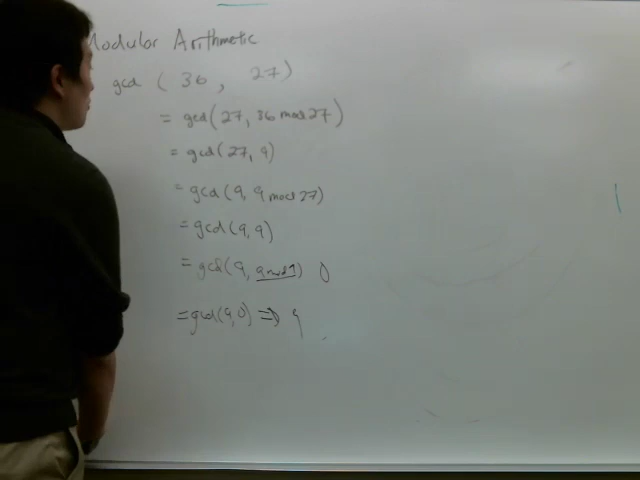 Modular Arithmetic
gcd (36, 27)
= gcd(27, 36 mod 27)
= gcd(27, 9)
= gcd(9, 9 mod 27)
= gcd(9, 9)
= gcd(9, 9 mod 9) 0
= gcd(9, 0) => 9